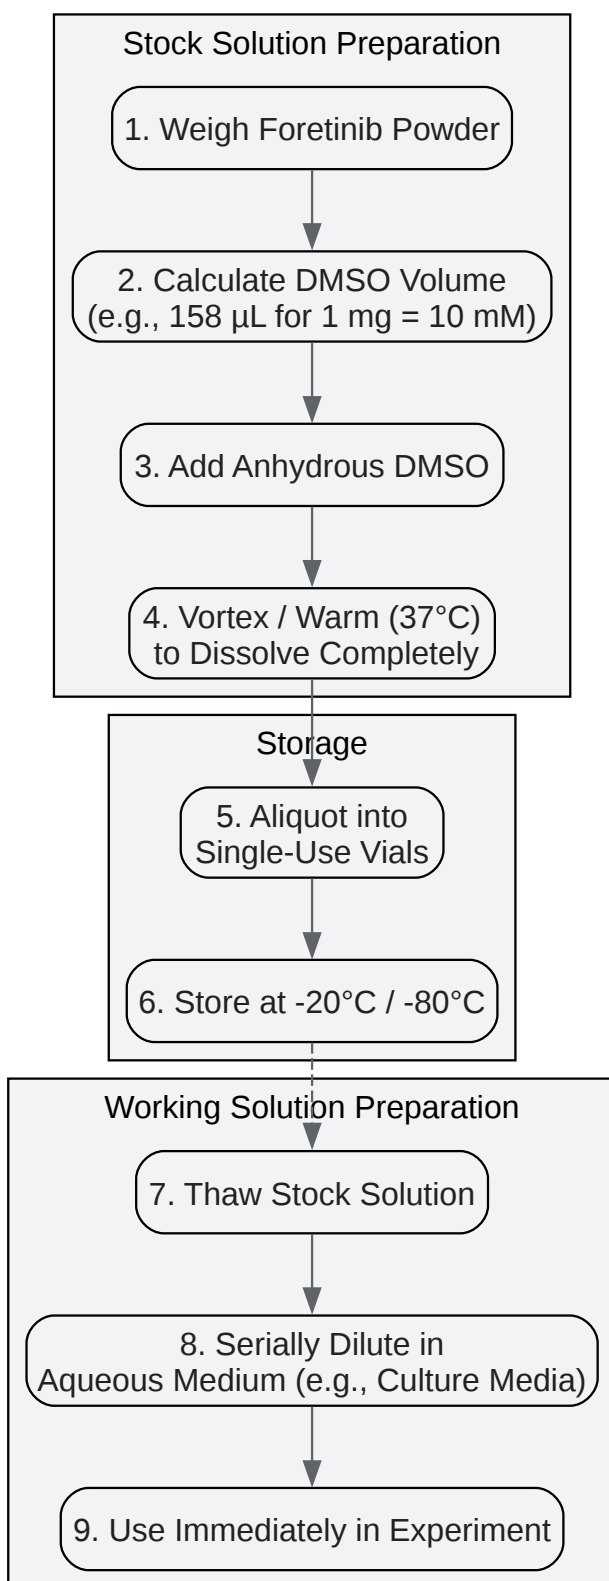 Stock Solution Preparation
1. Weigh Foretinib Powder
2. Calculate DMSO Volume
(e.g., 158 µL for 1 mg = 10 mM)
3. Add Anhydrous DMSO
4. Vortex / Warm (37°C)
to Dissolve Completely
Storage
5. Aliquot into
Single-Use Vials
6. Store at -20°C / -80°C
Working Solution Preparation
7. Thaw Stock Solution
8. Serially Dilute in
Aqueous Medium (e.g., Culture Media)
9. Use Immediately in Experiment